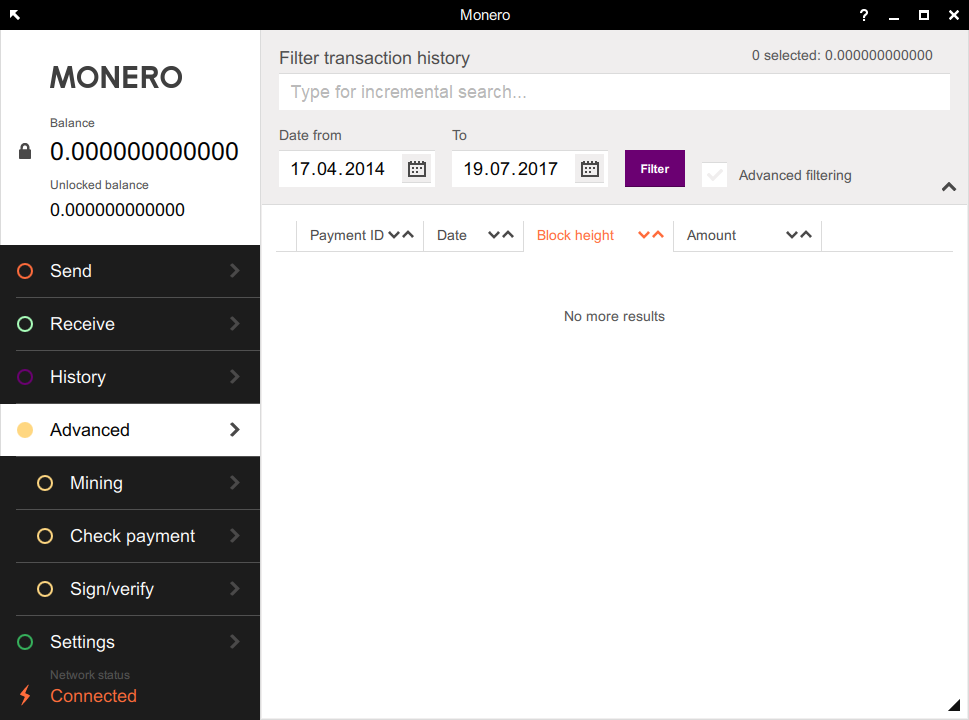 Monero
?
MONERO
Balance
0.000000000000
Unlocked balance
0.000000000000
Send
Receive
History
Advanced
Mining
Check payment
Sign/verify
Settings
Network status
Connected
Filter transaction history
0 selected: 0.000000000000
Type for incremental search...
Date from
To
17.04.2014
19.07.2017
Filter
Advanced filtering
Payment ID
Date
Block height
Amount
No more results